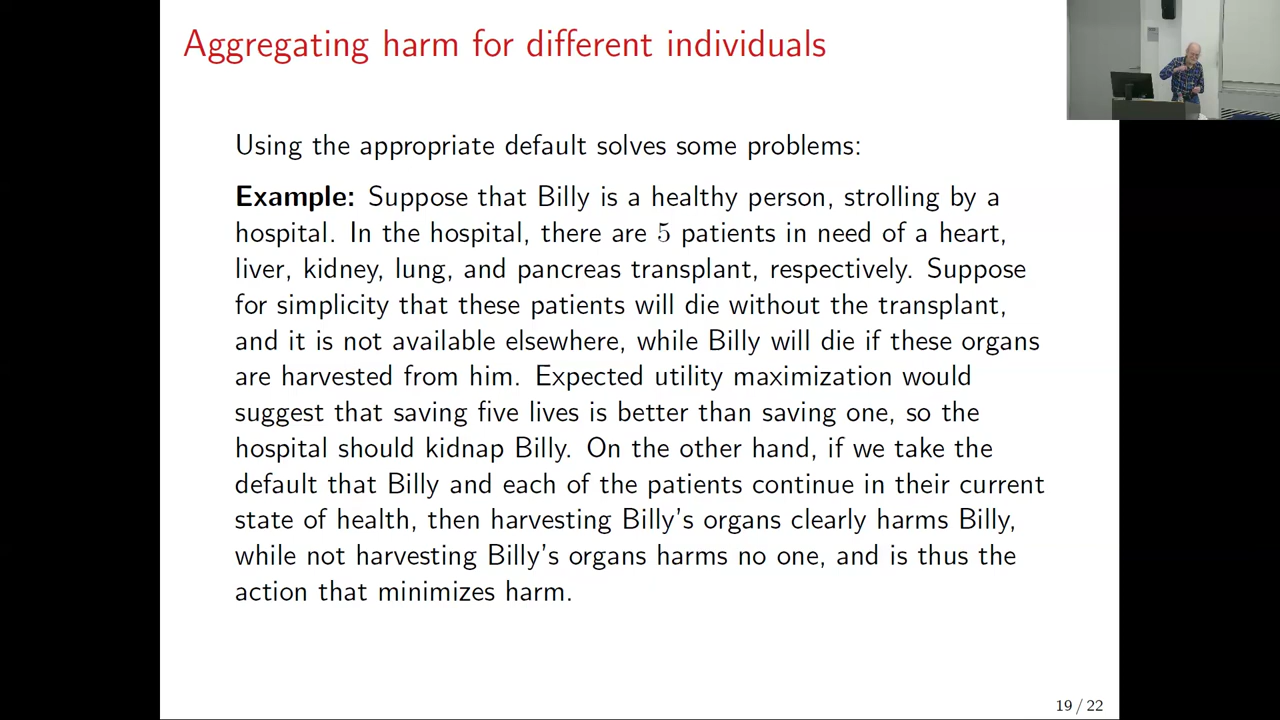 Aggregating harm for different individuals
Using the appropriate default solves some problems:
Example: Suppose that Billy is a healthy person, strolling by a
hospital. In the hospital, there are 5 patients in need of a heart,
liver, kidney, lung, and pancreas transplant, respectively. Suppose
for simplicity that these patients will die without the transplant,
and it is not available elsewhere, while Billy will die if these organs
are harvested from him. Expected utility maximization would
suggest that saving five lives is better than saving one, so the
hospital should kidnap Billy. On the other hand, if we take the
default that Billy and each of the patients continue in their current
state of health, then harvesting Billy's organs clearly harms Billy,
while not harvesting Billy's organs harms no one, and is thus the
action that minimizes harm.
19 / 22